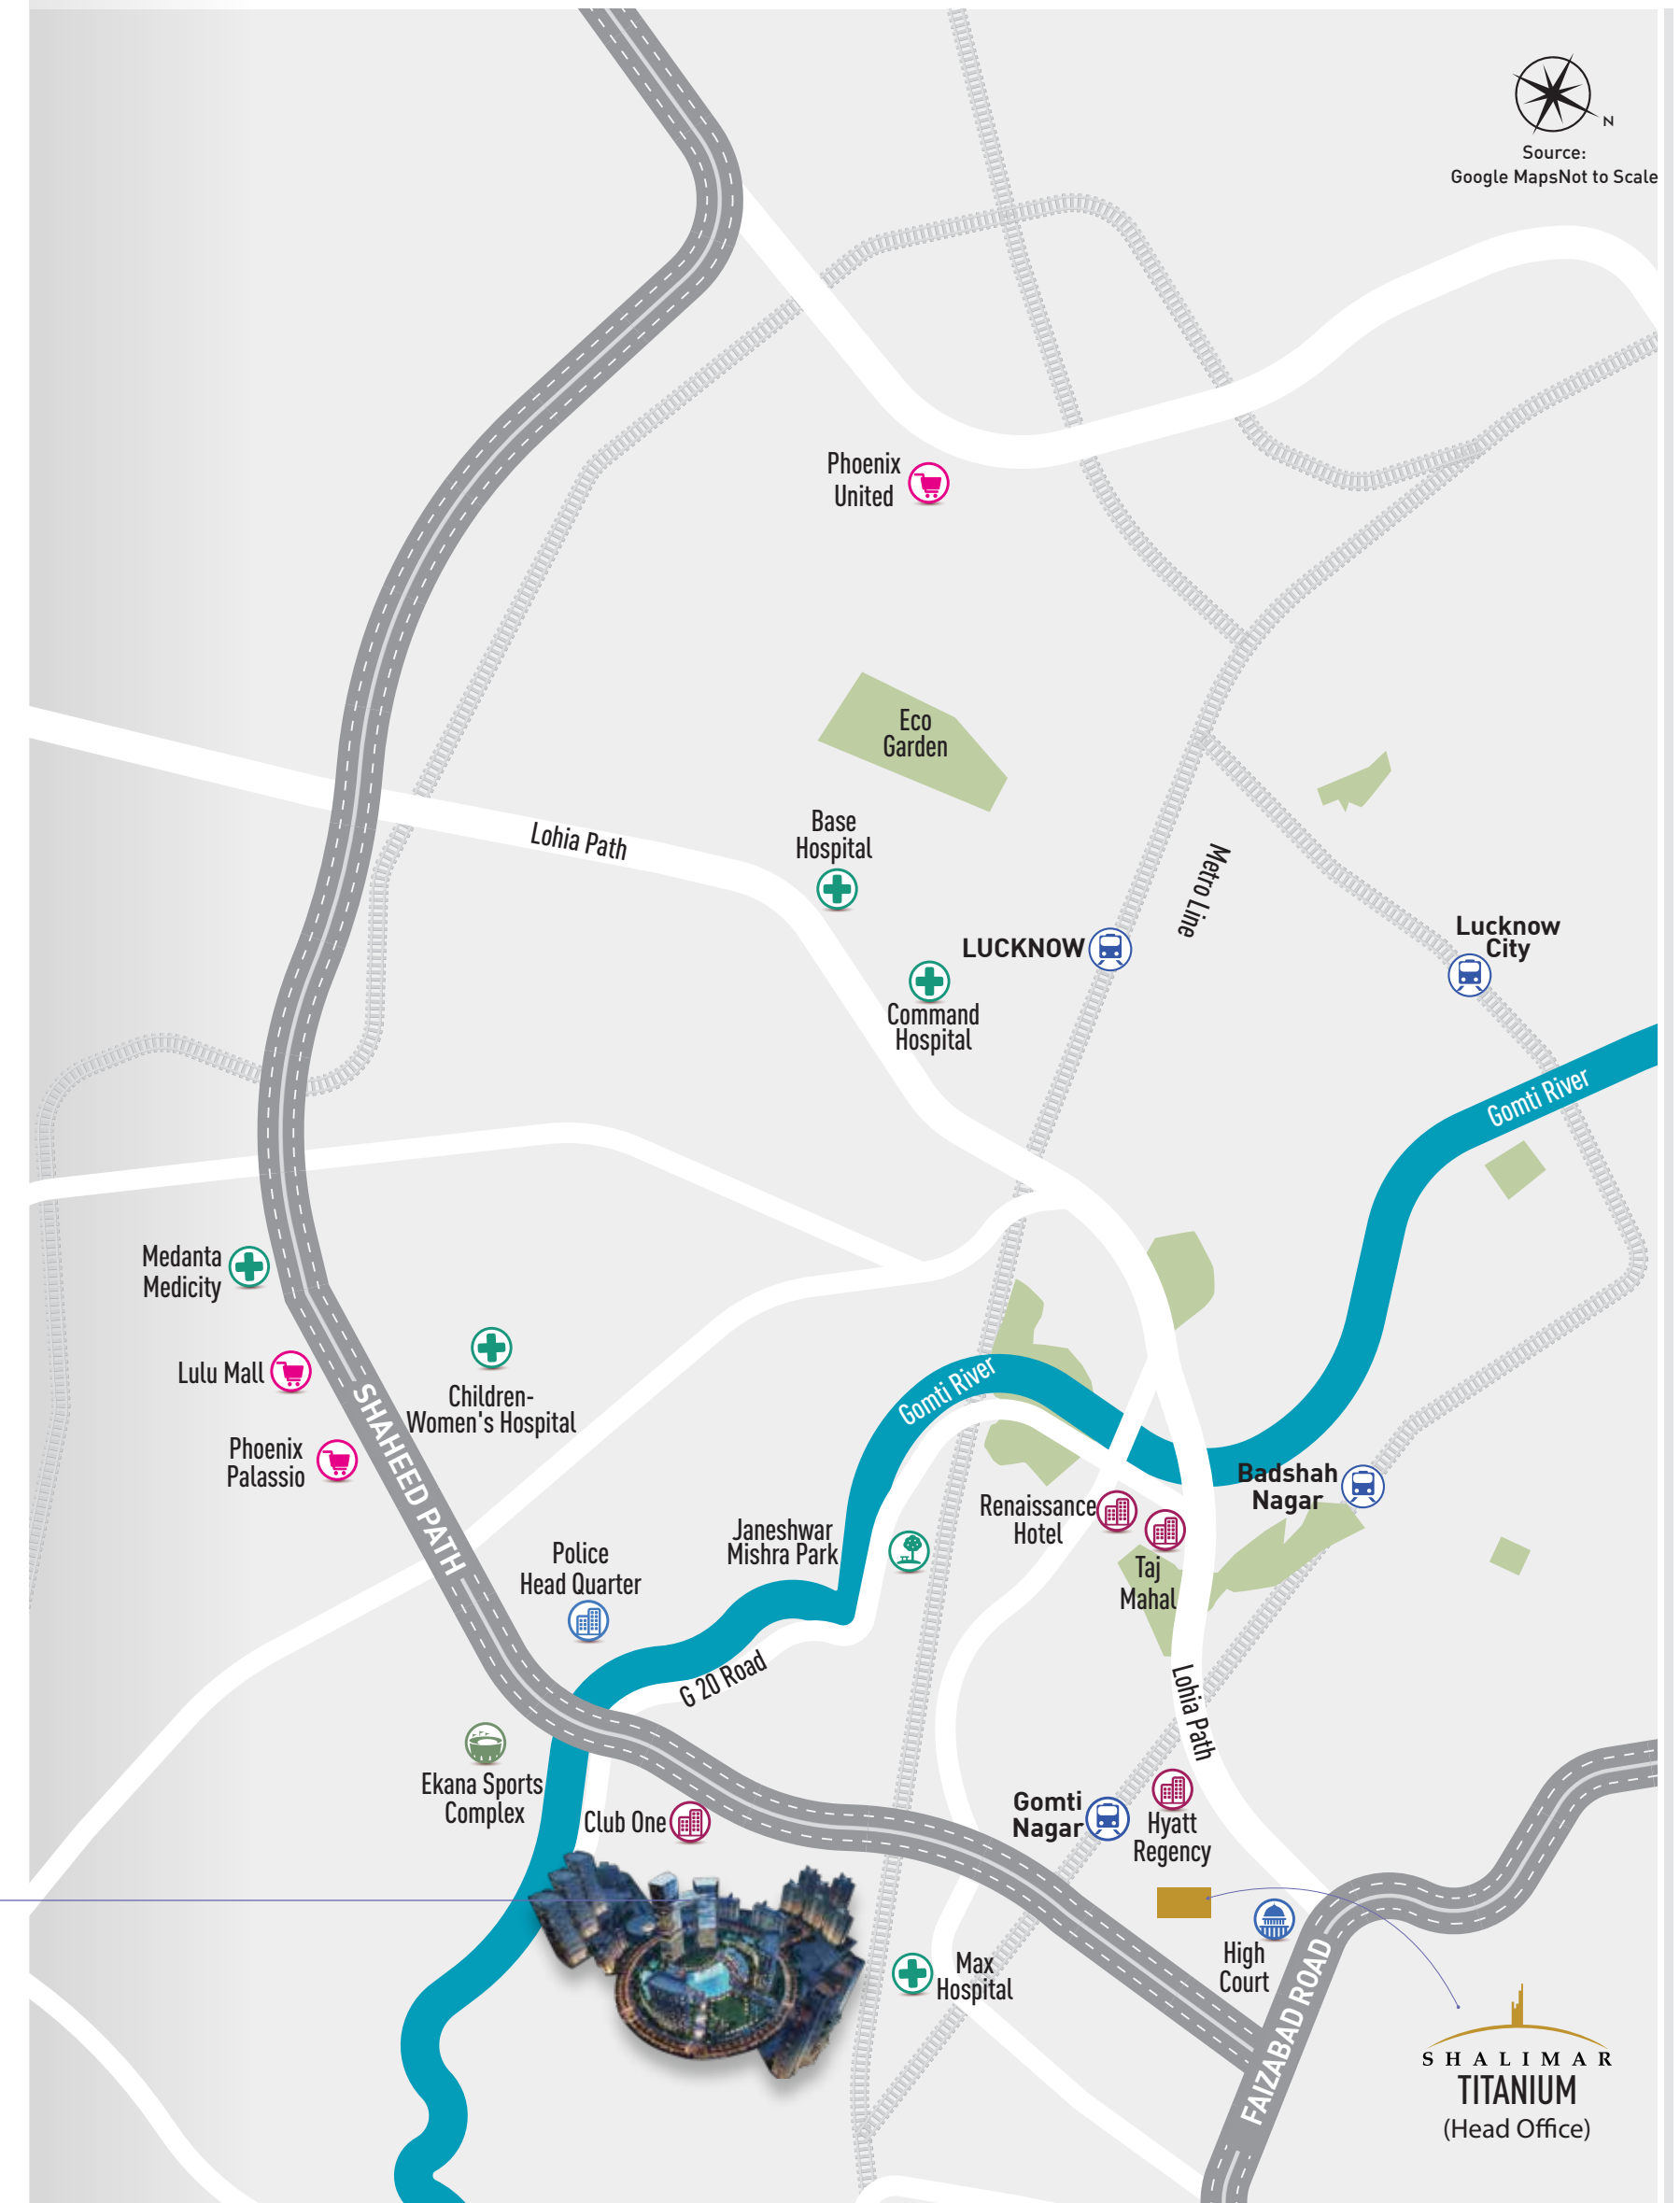 N
Source:
Google MapsNot to Scale
Phoenix
United
Eco
Garden
Base
Hospital
Lohia Path
Metro Line
LUCKNOW
Lucknow
City
Command
Hospital
Gomti River
Medanta
Medicity
Lulu Mall
Children-
Women's Hospital
Gomti River
SHAHEED PATH
Phoenix
Palassio
Badshah
Nagar
Renaissance
Hotel
Janeshwar
Mishra Park
Taj
Mahal
Police
Head Quarter
G 20 Road
Lohia Path
Ekana Sports
Complex
Club One
Gomti
Nagar
Hyatt
Regency
High
Court
Max
Hospital
FAIZABAD ROAD
SHALIMAR
TITANIUM
(Head Office)